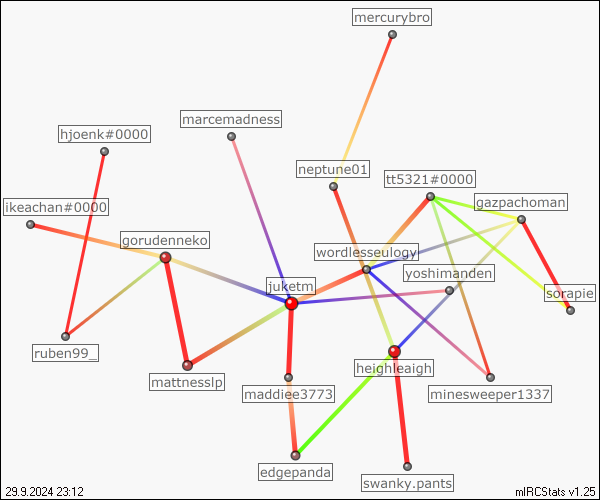 mercurybro
marcemadness
hjoenk#0000
neptune01
tt5321#0000
gazpachoman
ikeachan#0000
gorudenneko
wordlesseulogy
yoshimanden
juketm
sorapie
ruben99_
heighleaigh
mattnesslp
maddiee3773
minesweeper1337
edgepanda
swanky.pants
29.9.2024 23:12
mIRCStats v1.25